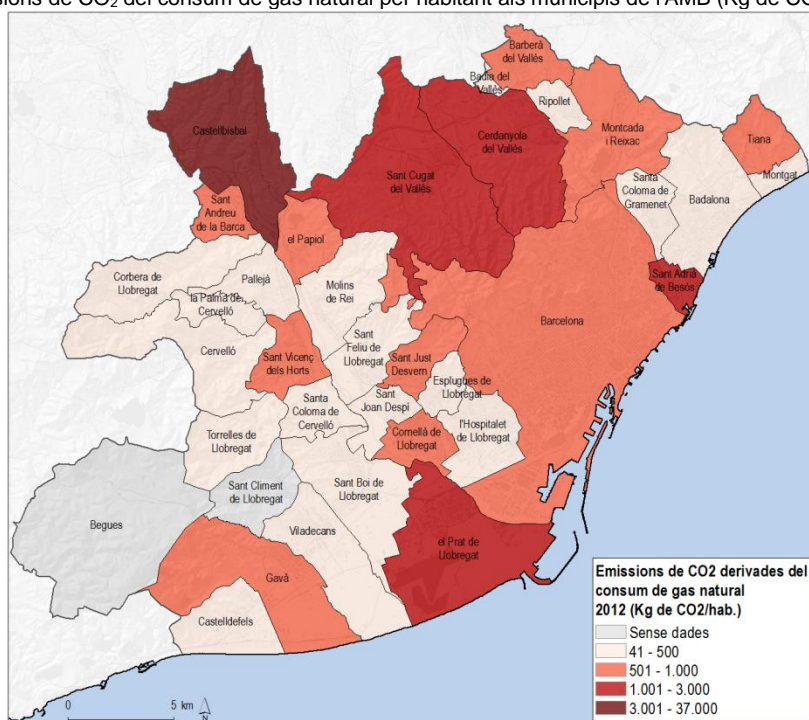 sions de CO₂ del consum de gas natural per habitant als municipis de l'AMB (Kg de CO
Barberà
del Vallès
Badia del
Vallès
Ripollet
Castellbisbal
Cerdanyola
del Vallès
Montcada
i Reixac
Tiana
Sant Cugat
del Vallès
Santa
Coloma de
Gramenet
Montgat
Badalona
Sant
Andreu
de la Barca
el Papiol
Corbera de
Llobregat
Pallejà
Molins
de Rei
Sant Adrià
de Besòs
la Palma de
Cervelló
Barcelona
Cervelló
Sant Vicenç
dels Horts
Sant
Feliu de
Llobregat
Sant Just
Desvern
Esplugues de
Llobregat
Santa
Coloma de
Cervelló
Sant
Joan Despí
Torrelles de
Llobregat
Cornellà de
Llobregat
l'Hospitalet
de Llobregat
Sant Climent
de Llobregat
Sant Boi de
Llobregat
Begues
Viladecans
el Prat de
Llobregat
Gavà
Castelldefels
Emissions de CO2 derivades del
consum de gas natural
2012 (Kg de CO2/hab.)
Sense dades
41 - 500
501 - 1.000
1.001 - 3.000
3.001 - 37.000
0 5 km
N